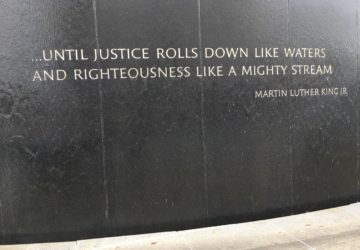 ...UNTIL JUSTICE ROLLS DOWN LIKE WATERS
AND RIGHTEOUSNESS LIKE A MIGHTY STREAM
MARTIN LUTHER KING JR